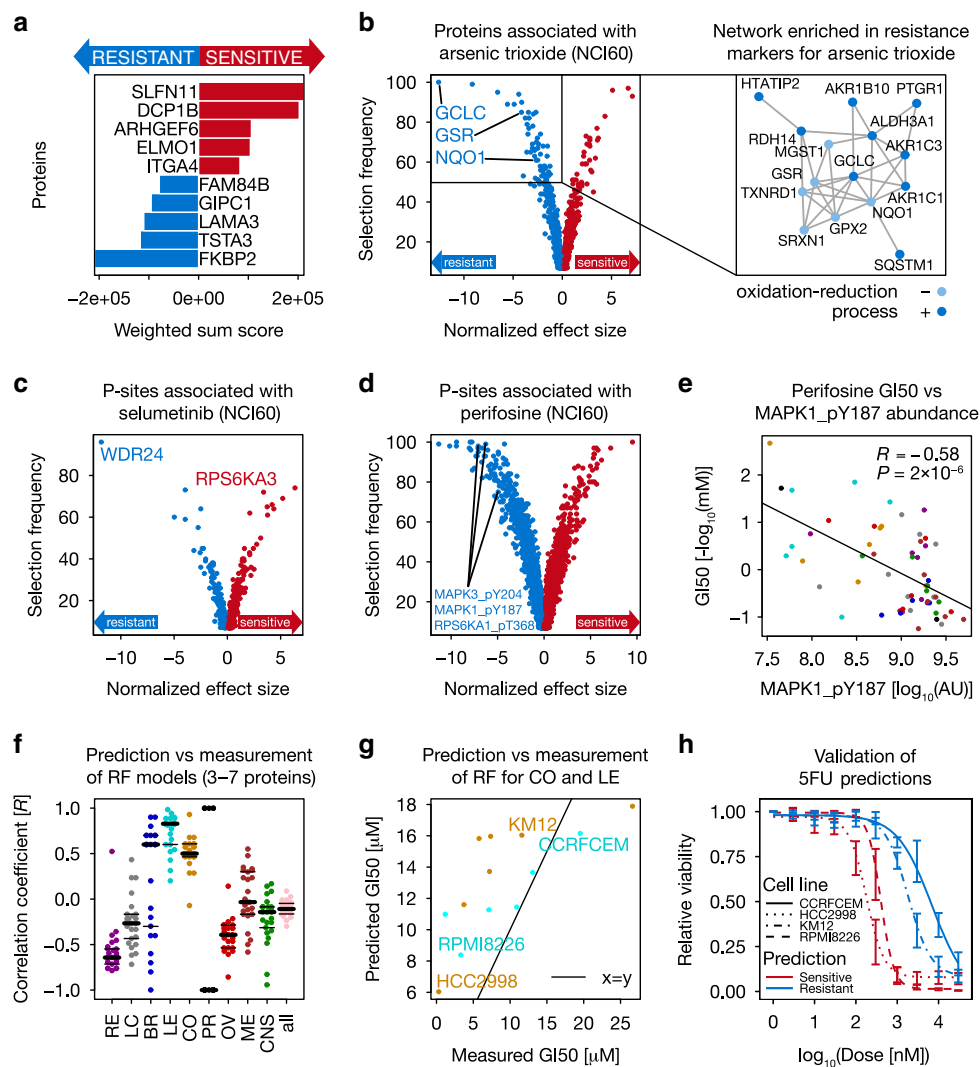 a
RESISTANT SENSITIVE
SLFN11
DCP1B
ARHGEF6
ELMO1
ITGA4
FAM84B
GIPC1
LAMA3
TSTA3
FKBP2
Proteins
−2e+05 0e+00 2e+05
Weighted sum score
b
Proteins associated with
arsenic trioxide (NCI60)
Selection frequency
100
80
60
40
20
GCLC
GSR
NQO1
resistant sensitive
−10 −5 0 5
Normalized effect size
Network enriched in resistance
markers for arsenic trioxide
HTATIP2
AKR1B10
PTGR1
ALDH3A1
RDH14
MGST1
AKR1C3
GCLC
GSR
TXNRD1
AKR1C1
NQO1
GPX2
SRXN1
SQSTM1
oxidation-reduction −
process +
c
P-sites associated with
selumetinib (NCI60)
Selection frequency
100
80
60
40
20
WDR24
RPS6KA3
resistant sensitive
−10 −5 0 5
Normalized effect size
d
P-sites associated with
perifosine (NCI60)
Selection frequency
100
80
60
40
20
MAPK3_pY204
MAPK1_pY187
RPS6KA1_pT368
resistant sensitive
−10 −5 0 5 10
Normalized effect size
e
Perifosine GI50 vs
MAPK1_pY187 abundance
R = −0.58
P = 2×10−6
GI50 [-log10(mM)]
2
1
0
−1
7.5 8.0 8.5 9.0 9.5
MAPK1_pY187 [log10(AU)]
f
Prediction vs measurement
of RF models (3–7 proteins)
Correlation coefficient [R]
1.0
0.5
0.0
−0.5
−1.0
RE LC BR LE CO PR OV ME CNS all
g
Prediction vs measurement
of RF for CO and LE
Predicted GI50 [µM]
18
16
14
12
10
8
6
KM12
CCRFCEM
RPMI8226
HCC2998
x=y
0 5 10 15 20 25
Measured GI50 [µM]
h
Validation of
5FU predictions
Relative viability
1.00
0.75
0.50
0.25
0.00
Cell line
CCRFCEM
HCC2998
KM12
RPMI8226
Prediction
Sensitive
Resistant
0 1 2 3 4
log10(Dose [nM])